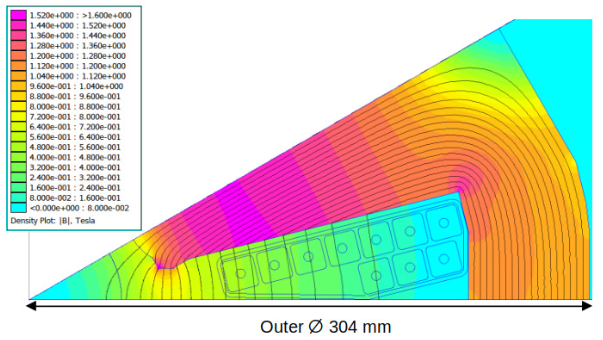 1.520e+000 : >1.600e+000
1.440e+000 : 1.520e+000
1.360e+000 : 1.440e+000
1.280e+000 : 1.360e+000
1.200e+000 : 1.280e+000
1.120e+000 : 1.200e+000
1.040e+000 : 1.120e+000
9.600e-001 : 1.040e+000
8.800e-001 : 9.600e-001
8.000e-001 : 8.800e-001
7.200e-001 : 8.000e-001
6.400e-001 : 7.200e-001
5.600e-001 : 6.400e-001
4.800e-001 : 5.600e-001
4.000e-001 : 4.800e-001
3.200e-001 : 4.000e-001
2.400e-001 : 3.200e-001
1.600e-001 : 2.400e-001
8.000e-002 : 1.600e-001
<0.000e+000 : 8.000e-002
Density Plot: |B|, Tesla
Outer Ø 304 mm